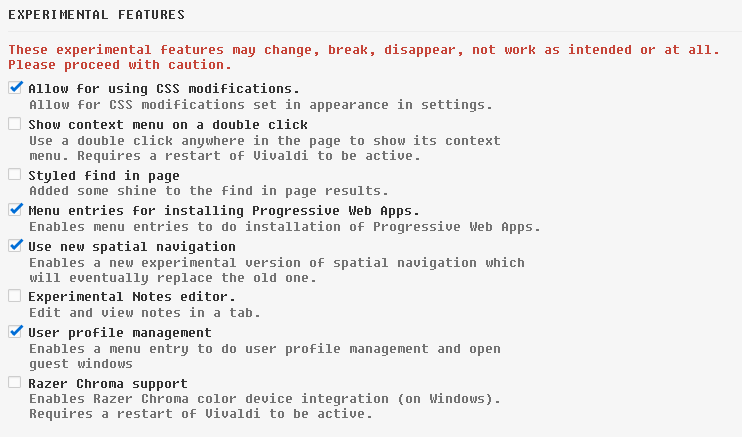 EXPERIMENTAL FEATURES
These experimental features may change, break, disappear, not work as intended or at all.
Please proceed with caution.
Allow for using CSS modifications.
Allow for CSS modifications set in appearance in settings.
Show context menu on a double click
Use a double click anywhere in the page to show its context
menu. Requires a restart of Vivaldi to be active.
Styled find in page
Added some shine to the find in page results.
Menu entries for installing Progressive Web Apps.
Enables menu entries to do installation of Progressive Web Apps.
Use new spatial navigation
Enables a new experimental version of spatial navigation which
will eventually replace the old one.
Experimental Notes editor.
Edit and view notes in a tab.
User profile management
Enables a menu entry to do user profile management and open
guest windows
Razer Chroma support
Enables Razer Chroma color device integration (on Windows).
Requires a restart of Vivaldi to be active.